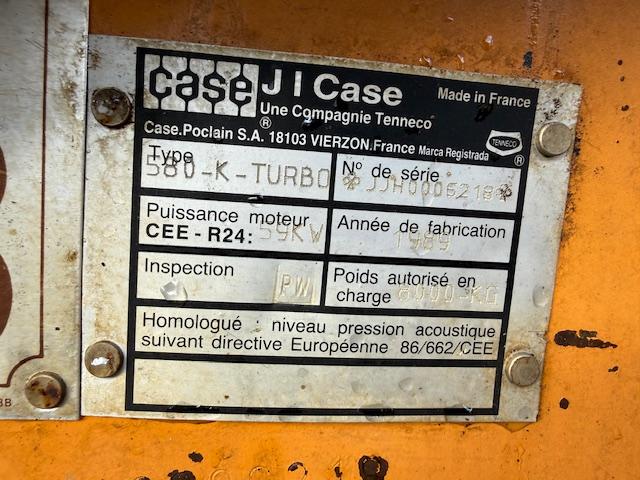 case J I Case Made in France
Une Compagnie Tenneco
®
Case.Poclain S.A. 18103 VIERZON.France Marca Registrada TENNECO ®
Type
580-K-TURBO
N° de série
*JJH0006218*
Puissance moteur
CEE - R24: 59KW
Année de fabrication
1989
Inspection
PW
Poids autorisé en
charge 8000-KG
Homologué : niveau pression acoustique
suivant directive Européenne 86/662/CEE